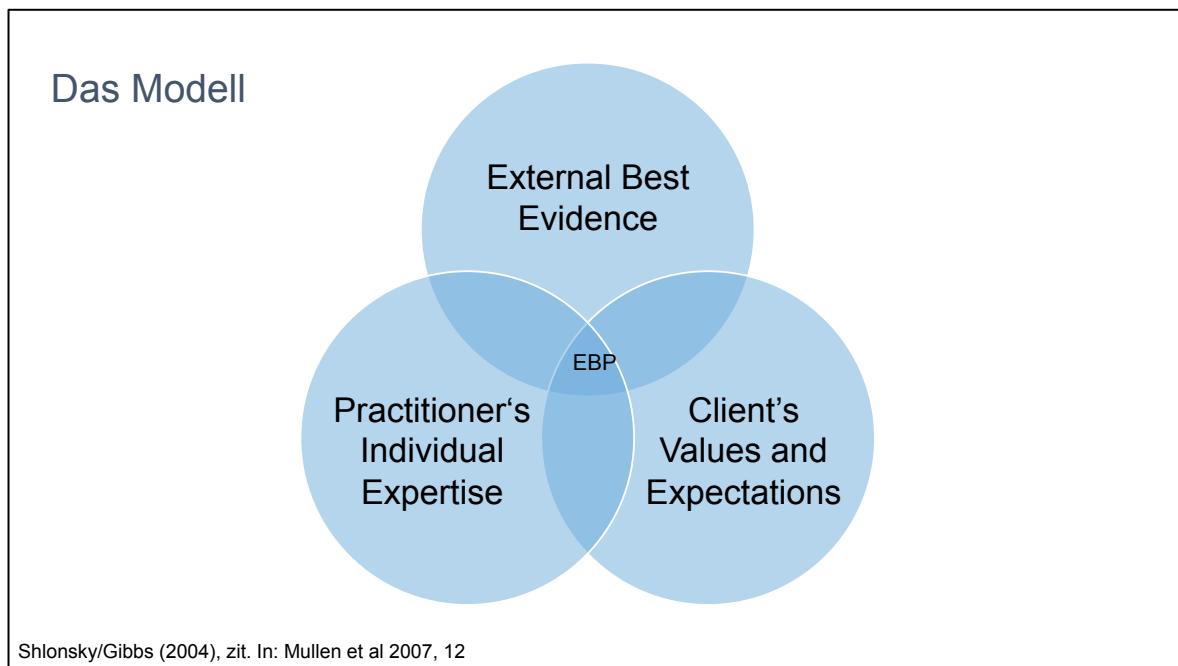 Das Modell
External Best
Evidence
EBP
Practitioner‘s
Individual
Expertise
Client’s
Values and
Expectations
Shlonsky/Gibbs (2004), zit. In: Mullen et al 2007, 12